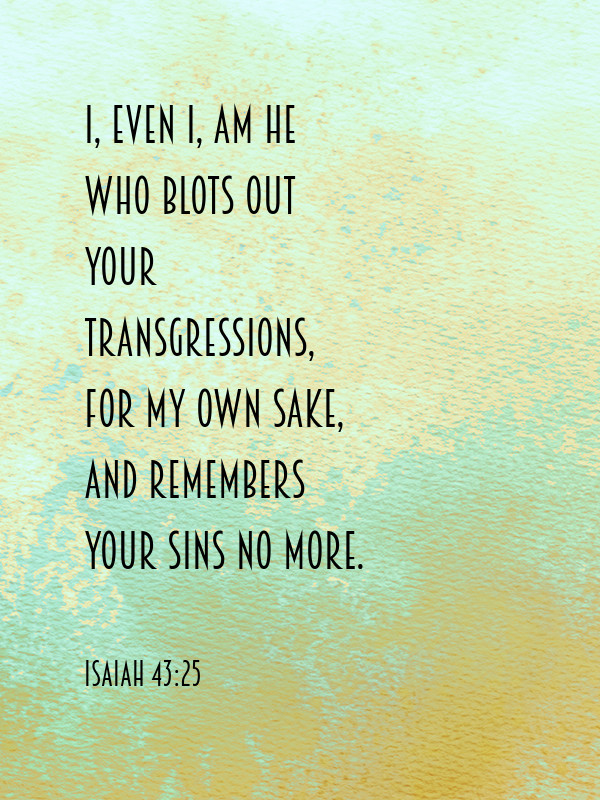 I, EVEN I, AM HE
WHO BLOTS OUT
YOUR
TRANSGRESSIONS,
FOR MY OWN SAKE,
AND REMEMBERS
YOUR SINS NO MORE.
ISAIAH 43:25